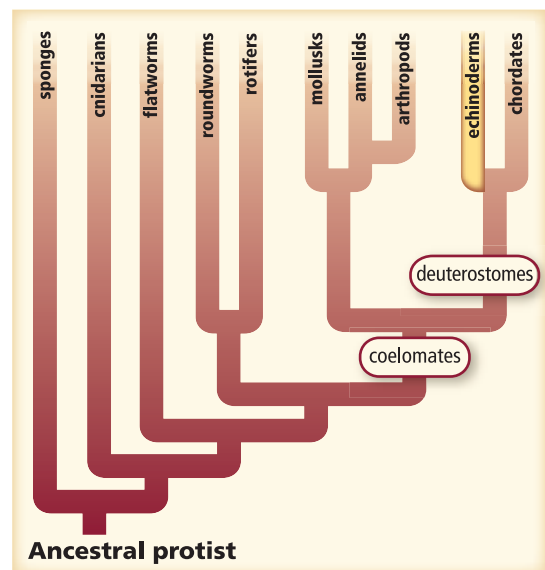 sponges
cnidarians
flatworms
roundworms
rotifers
mollusks
annelids
arthropods
echinoderms
chordates
deuterostomes
coelomates
Ancestral protist